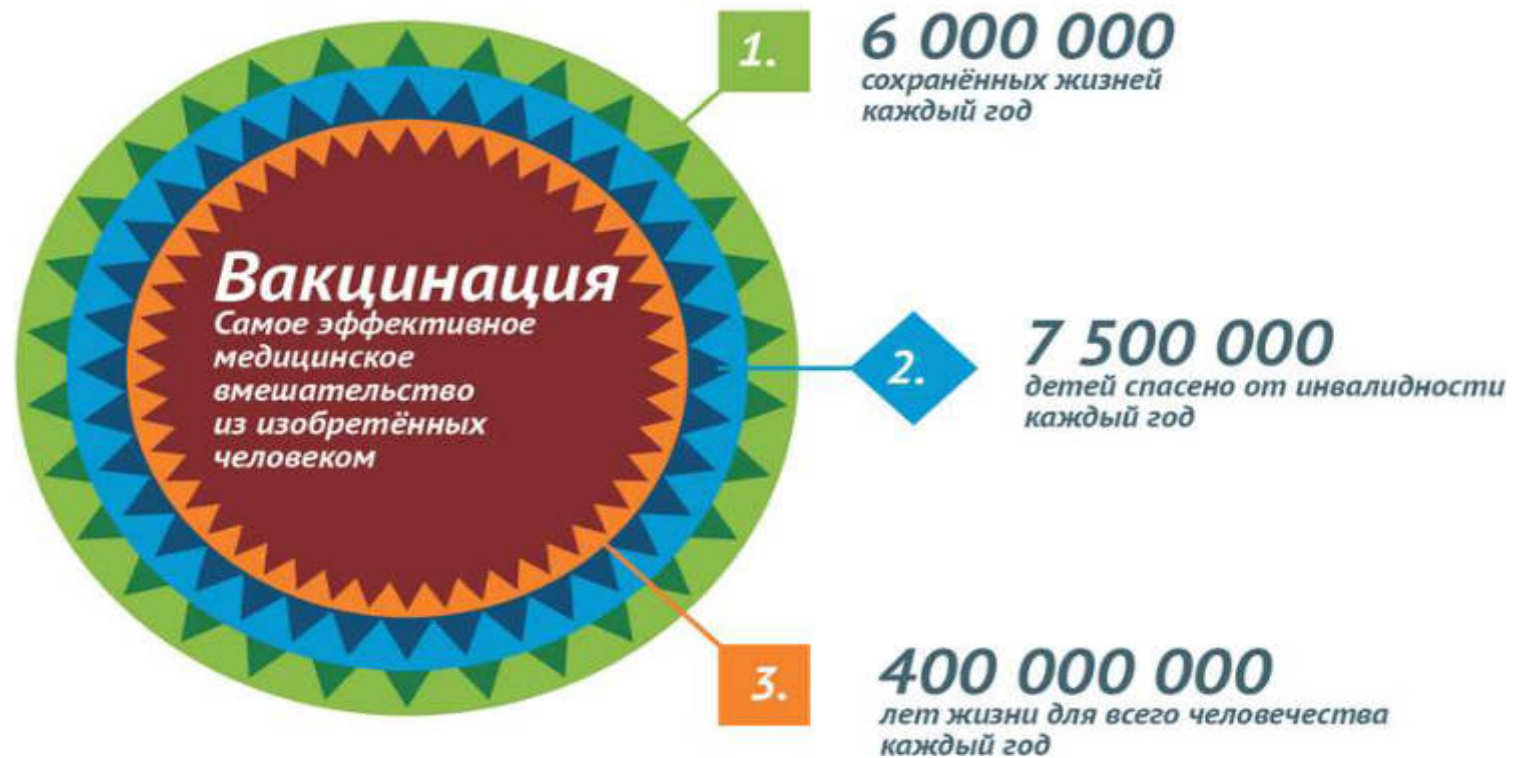 Вакцинация
Самое эффективное
медицинское
вмешательство
из изобретённых
человеком
1.
6 000 000
сохранённых жизней
каждый год
2.
7 500 000
детей спасено от инвалидности
каждый год
3.
400 000 000
лет жизни для всего человечества
каждый год